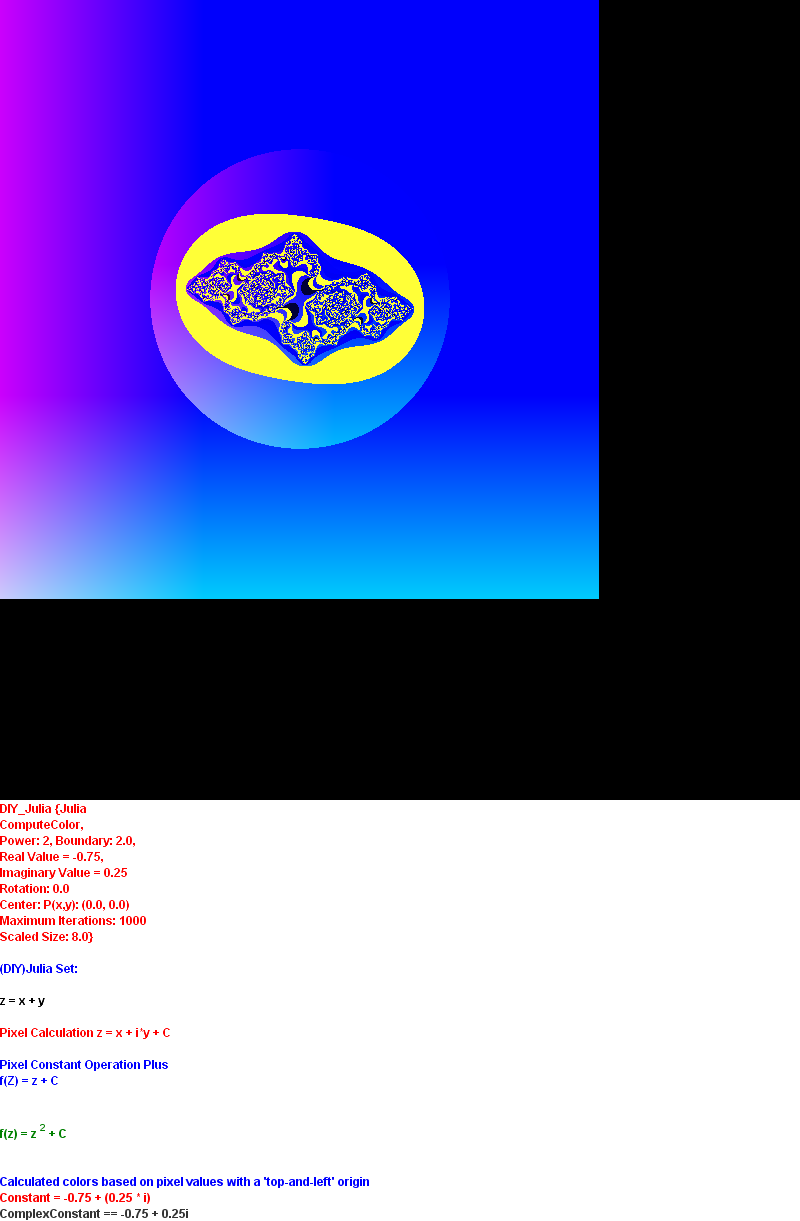 DIY_Julia {Julia
ComputeColor,
Power: 2, Boundary: 2.0,
Real Value = -0.75,
Imaginary Value = 0.25
Rotation: 0.0
Center: P(x,y): (0.0, 0.0)
Maximum Iterations: 1000
Scaled Size: 8.0}
(DIY)Julia Set:
z = x + y
Pixel Calculation z = x + i*y + C
Pixel Constant Operation Plus
f(Z) = z + C
f(z) = z 2 + C
Calculated colors based on pixel values with a 'top-and-left' origin
Constant = -0.75 + (0.25 * i)
ComplexConstant == -0.75 + 0.25i